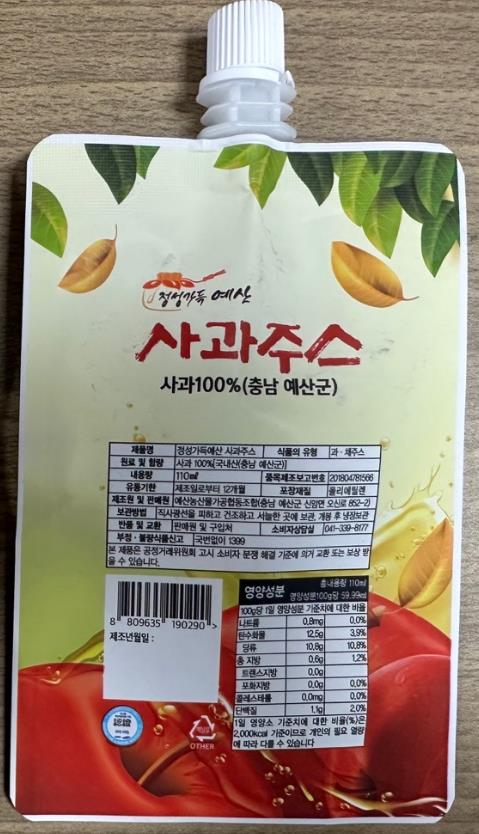 정성가득 예산
사과주스
사과100%(충남 예산군)
제품명 정성가득예산 사과주스 식품의 유형 과·채주스
원료 및 함량 사과 100%[국내산(충남 예산군)]
내용량 110㎖ 품목제조보고번호 201804781566
유통기한 제조일로부터 12개월 포장재질 폴리에틸렌
제조원 및 판매원 예산농산물가공협동조합(충남 예산군 신암면 오신로 852-2)
보관방법 직사광선을 피하고 건조하고 서늘한 곳에 보관, 개봉 후 냉장보관
반품 및 교환 판매원 및 구입처 소비자상담실 041-339-8177
부정·불량식품신고 국번없이 1399
본 제품은 공정거래위원회 고시 소비자 분쟁 해결 기준에 의거 교환 또는 보상 받
을 수 있습니다.
8 809635 190290 >
제조년월일 :
영양성분 총내용량 110㎖
영양성분100g당 59.99㎉
100g당 1일 영양성분 기준치에 대한 비율
나트륨 0.8mg 0.0%
탄수화물 12.5g 3.9%
당류 10.8g 10.8%
총 지방 0.6g 1.2%
트랜스지방 0.0g
포화지방 0.0g 0.0%
콜레스테롤 0.0mg 0.0%
단백질 1.1g 2.0%
1일 영양소 기준치에 대한 비율(%)은
2,000kcal 기준이므로 개인의 필요 열량
에 따라 다를 수 있습니다
OTHER